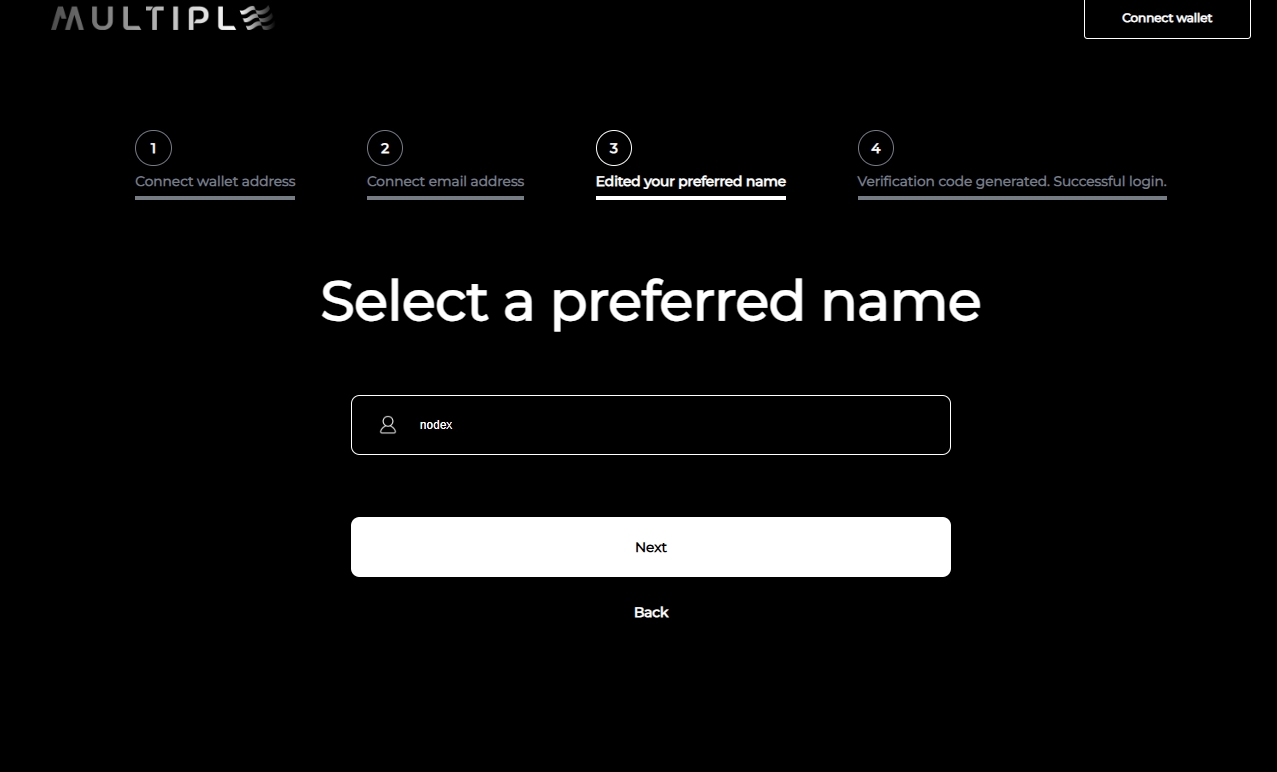 MULTIPLE
Connect wallet
1
2
3
4
Connect wallet address
Connect email address
Edited your preferred name
Verification code generated. Successful login.
Select a preferred name
nodex
Next
Back